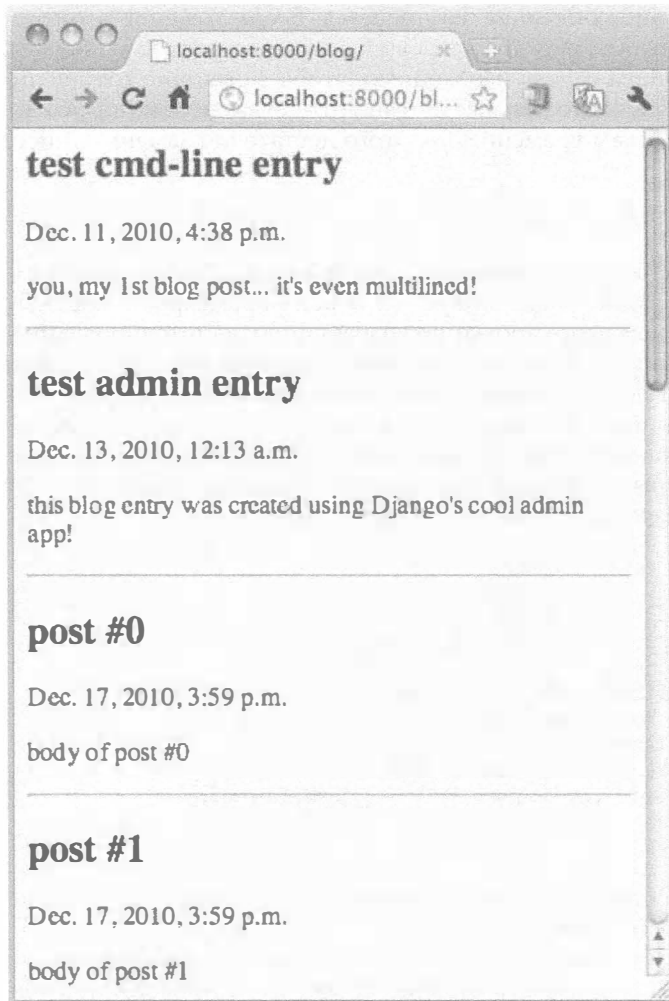 localhost:8000/blog/
localhost:8000/bl...
test cmd-line entry
Dec. 11, 2010, 4:38 p.m.
you, my 1st blog post... it's even multilined!
test admin entry
Dec. 13, 2010, 12:13 a.m.
this blog entry was created using Django's cool admin
app!
post #0
Dec. 17, 2010, 3:59 p.m.
body of post #0
post #1
Dec. 17, 2010, 3:59 p.m.
body of post #1